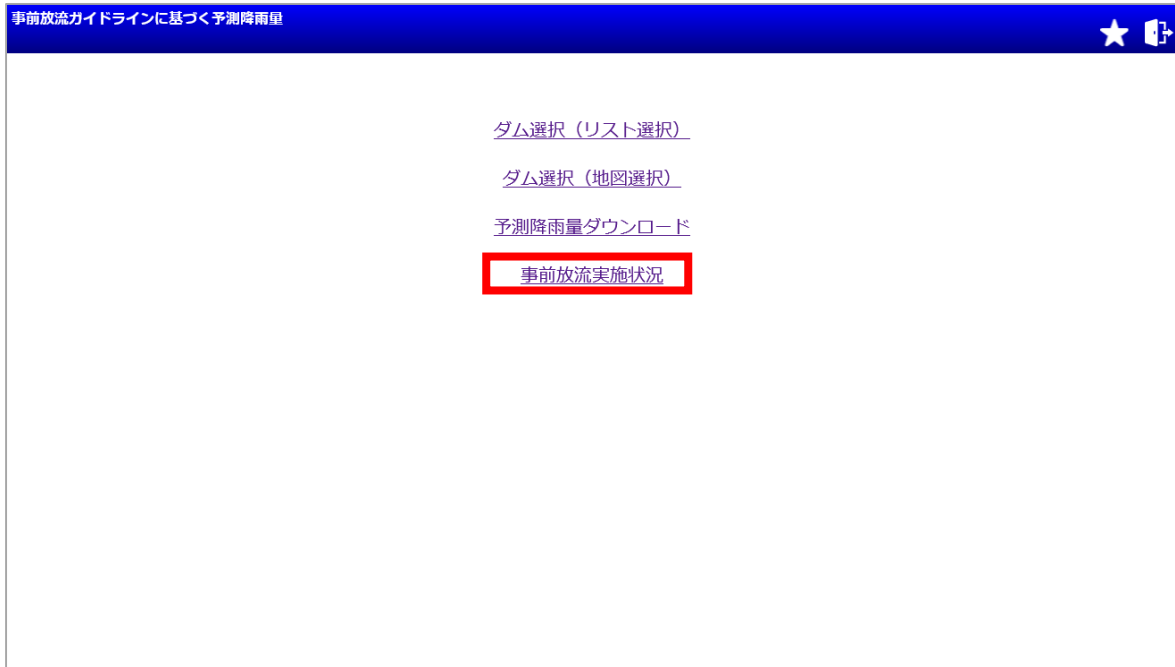 事前放流ガイドラインに基づく予測降雨量
ダム選択（リスト選択）
ダム選択（地図選択）
予測降雨量ダウンロード
事前放流実施状況